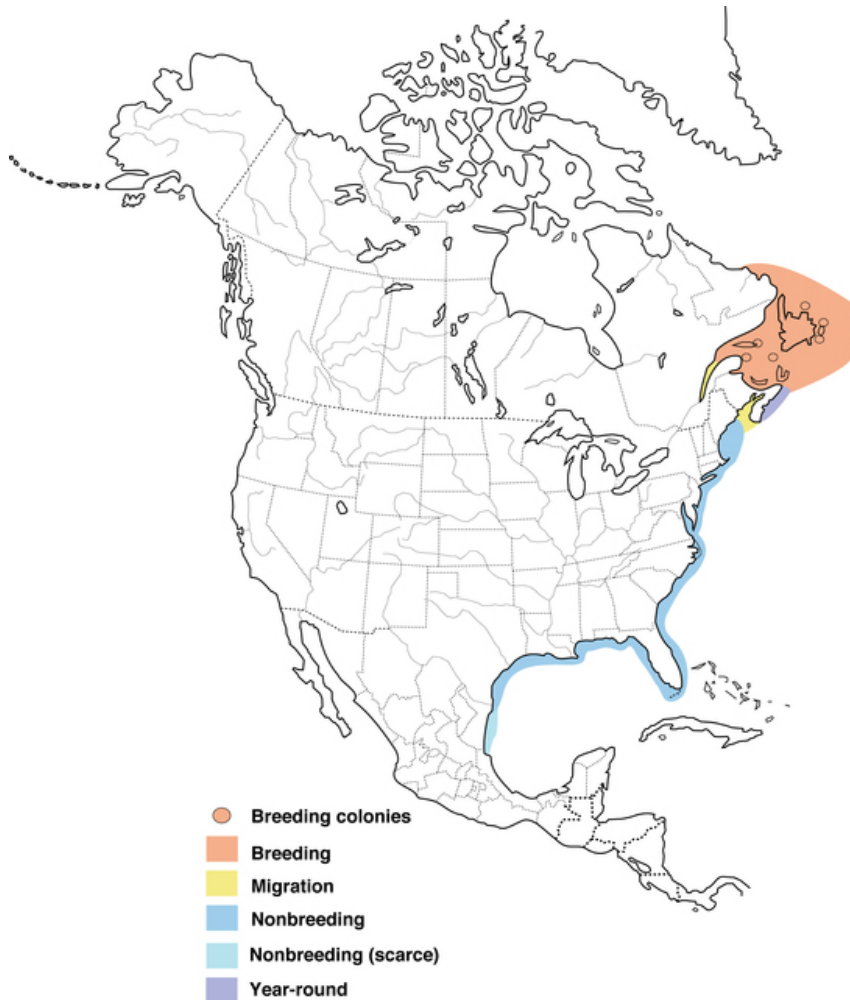 Breeding colonies
Breeding
Migration
Nonbreeding
Nonbreeding (scarce)
Year-round